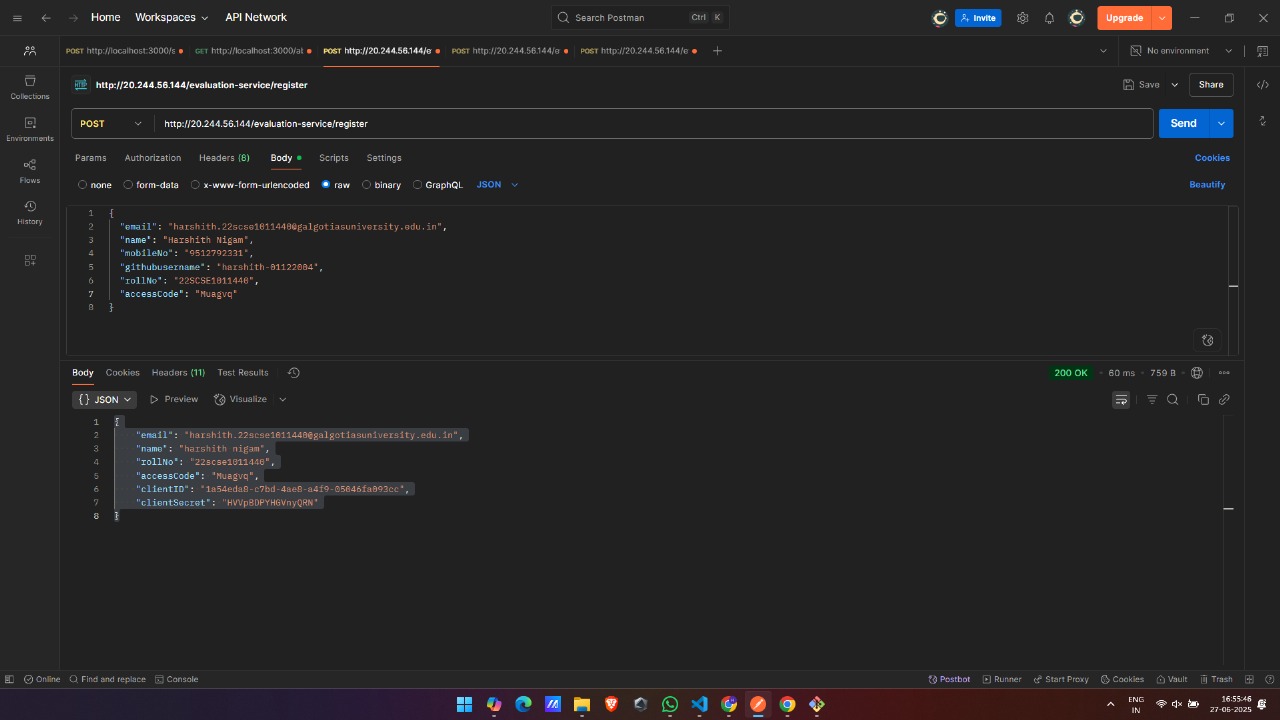 Home
Workspaces
API Network
Search Postman
Ctrl
K
Invite
Upgrade
POST http://localhost:3000/s
GET http://localhost:3000/al
POST http://20.244.56.144/e
POST http://20.244.56.144/e
POST http://20.244.56.144/e
No environment
Collections
Environments
Flows
History
HTTP
http://20.244.56.144/evaluation-service/register
Save
Share
POST
http://20.244.56.144/evaluation-service/register
Send
Params
Authorization
Headers (8)
Body
Scripts
Settings
Cookies
none
form-data
x-www-form-urlencoded
raw
binary
GraphQL
JSON
Beautify
1 {
2 "email": "harshith.22scse1011440@galgotiasuniversity.edu.in",
3 "name": "Harshith Nigam",
4 "mobileNo": "9512792331",
5 "githubusername": "harshith-01122004",
6 "rollNo": "22SCSE1011440",
7 "accessCode": "Muagvq"
8 }
Body
Cookies
Headers (11)
Test Results
200 OK
60 ms
759 B
{} JSON
Preview
Visualize
1 {
2 "email": "harshith.22scse1011440@galgotiasuniversity.edu.in",
3 "name": "harshith nigam",
4 "rollNo": "22scse1011440",
5 "accessCode": "Muagvq",
6 "clientID": "1a54eda8-c7bd-4ae8-a4f9-05046fa093cc",
7 "clientSecret": "HVVpBDPYHGVnyQRN"
8 }
Online
Find and replace
Console
Postbot
Runner
Start Proxy
Cookies
Vault
Trash
ENG
IN
16:55:46
27-06-2025